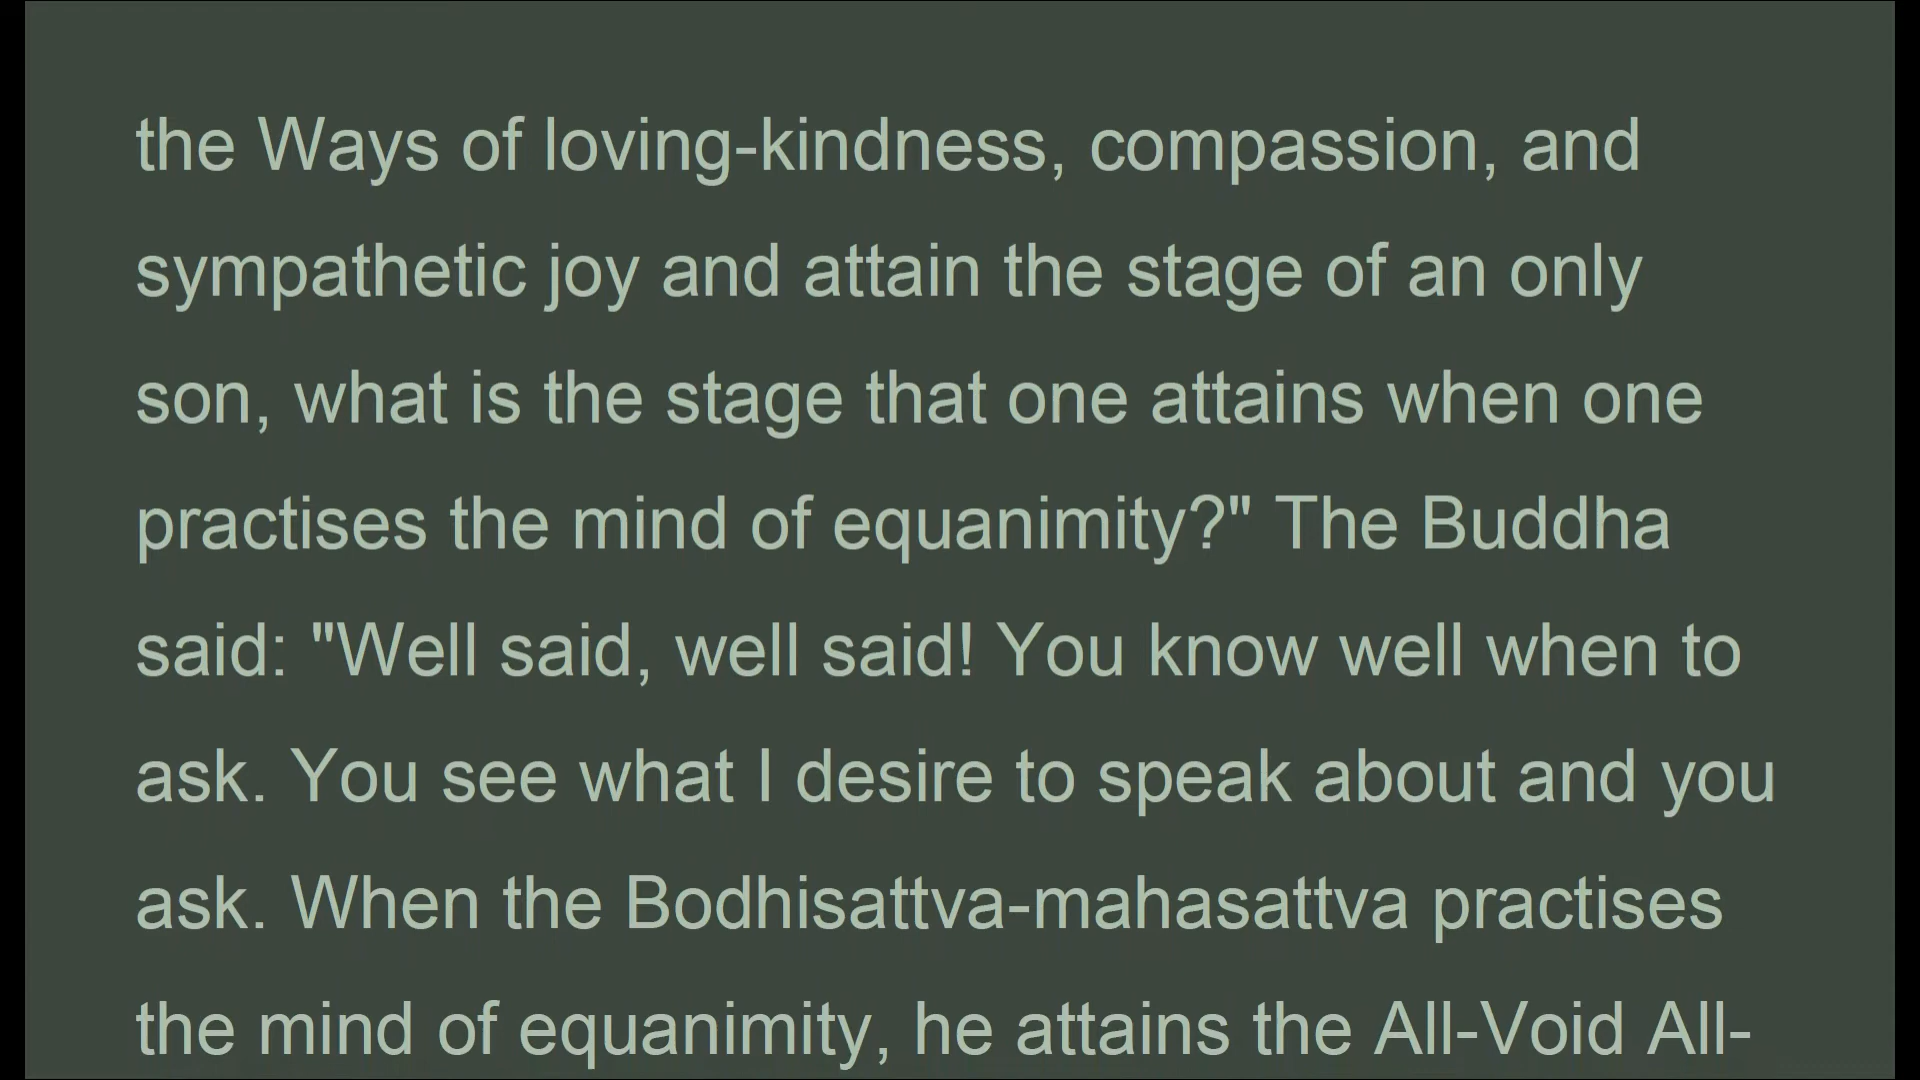 the Ways of loving-kindness, compassion, and
sympathetic joy and attain the stage of an only
son, what is the stage that one attains when one
practises the mind of equanimity?" The Buddha
said: "Well said, well said! You know well when to
ask. You see what I desire to speak about and you
ask. When the Bodhisattva-mahasattva practises
the mind of equanimity, he attains the All-Void All-